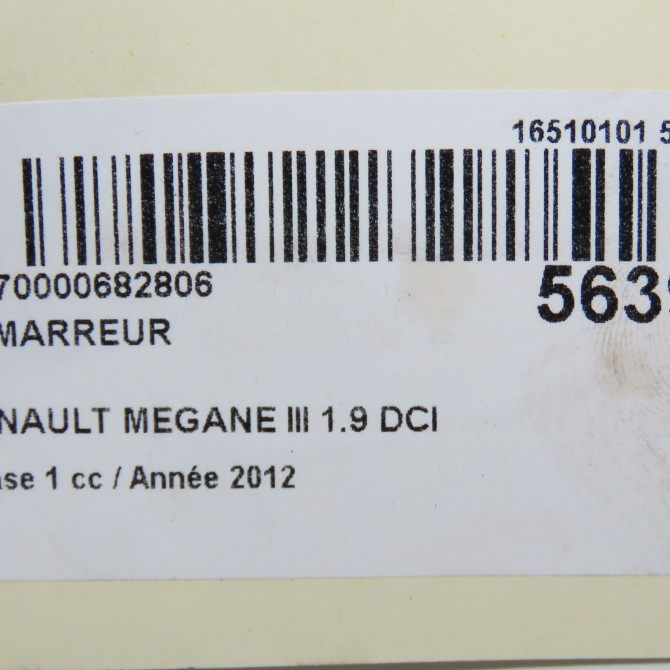 16510101 5
70000682806
563
MARREUR
NAULT MEGANE III 1.9 DCI
ase 1 cc / Année 2012